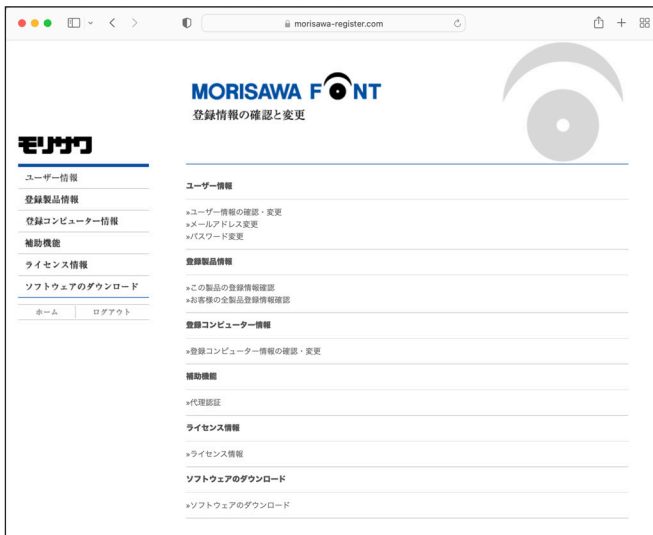 morisawa-register.com
MORISAWA FONT
登録情報の確認と変更
モリサワ
ユーザー情報
登録製品情報
登録コンピューター情報
補助機能
ライセンス情報
ソフトウェアのダウンロード
ホーム
ログアウト
ユーザー情報
»ユーザー情報の確認・変更
»メールアドレス変更
»パスワード変更
登録製品情報
»この製品の登録情報確認
»お客様の全製品登録情報確認
登録コンピューター情報
»登録コンピューター情報の確認・変更
補助機能
»代理認証
ライセンス情報
»ライセンス情報
ソフトウェアのダウンロード
»ソフトウェアのダウンロード